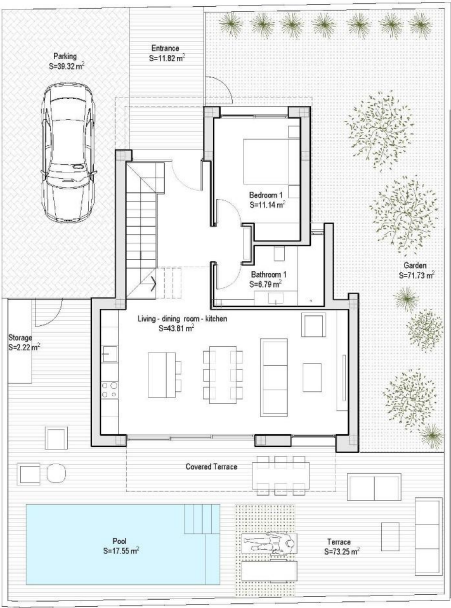 Entrance
S=11.82 m²
Parking
S=39.32 m²
Bedroom 1
S=11.14 m²
Garden
S=71.73 m²
Bathroom 1
S=6.79 m²
Living - dining room - kitchen
S=43.81 m²
Storage
S=2.22 m²
Covered Terrace
Pool
S=17.55 m²
Terrace
S=73.25 m²